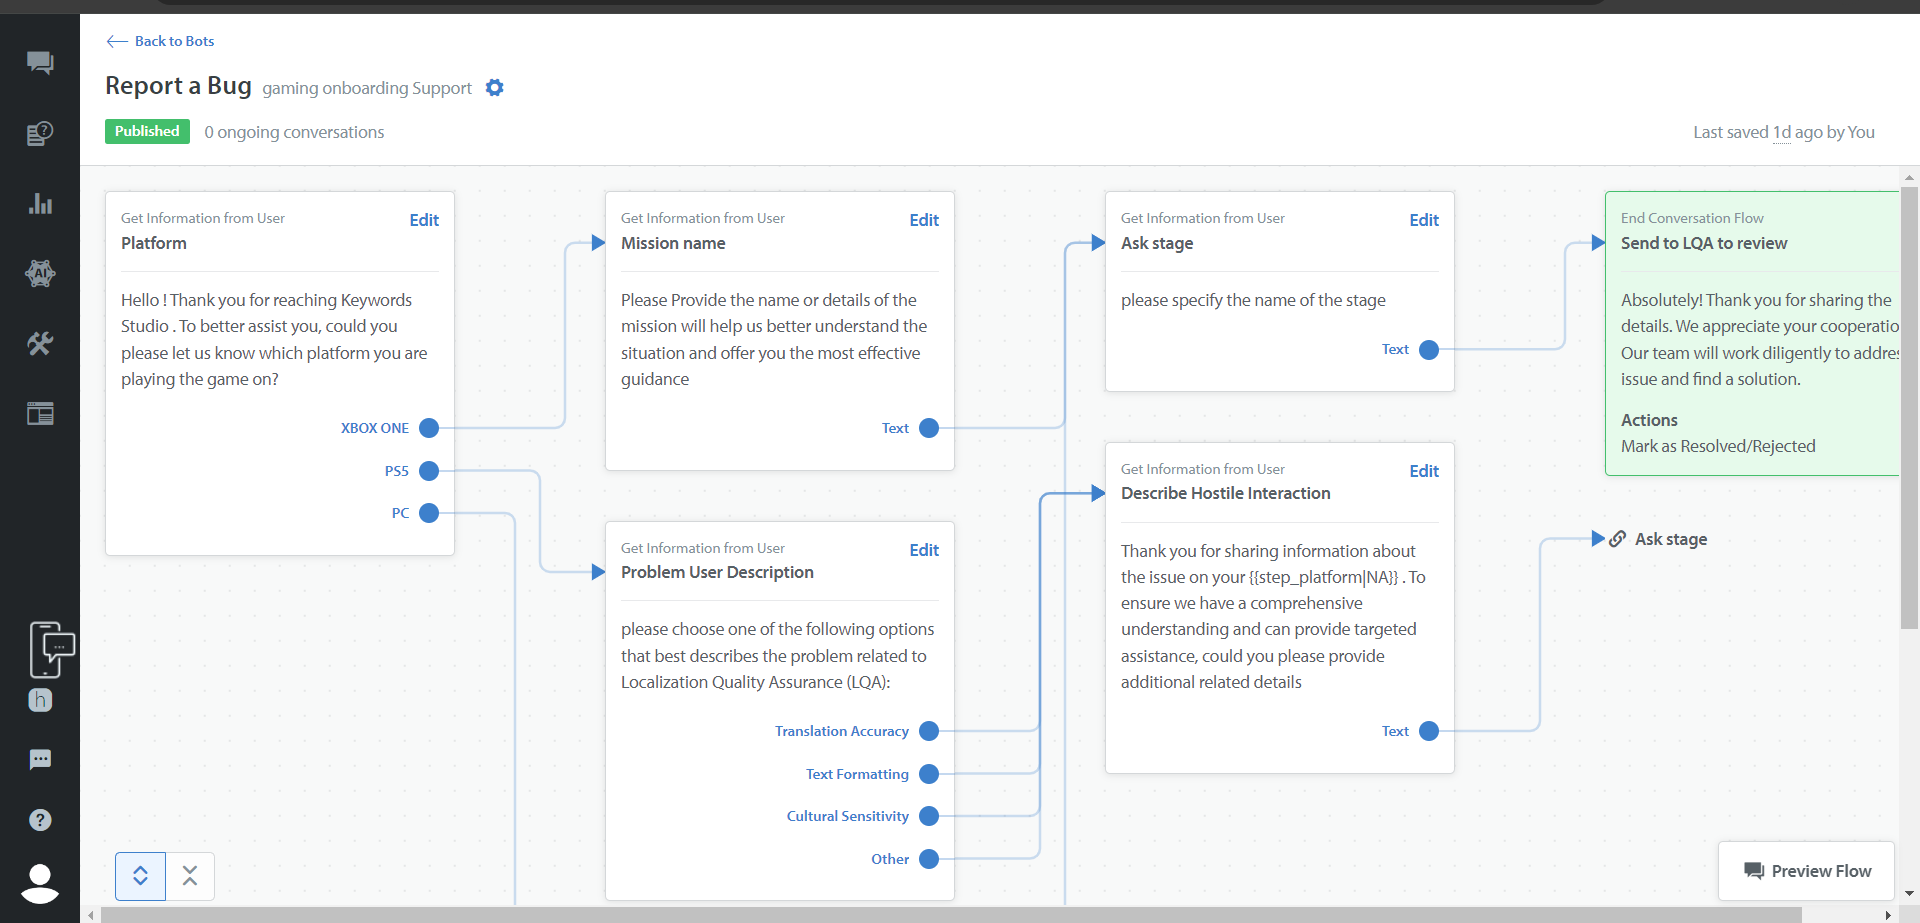 Back to Bots
Report a Bug gaming onboarding Support
Published 0 ongoing conversations
Last saved 1d ago by You
Get Information from User
Edit
Platform
Hello ! Thank you for reaching Keywords
Studio . To better assist you, could you
please let us know which platform you are
playing the game on?
XBOX ONE
PS5
PC
Get Information from User
Edit
Mission name
Please Provide the name or details of the
mission will help us better understand the
situation and offer you the most effective
guidance
Text
Get Information from User
Edit
Problem User Description
please choose one of the following options
that best describes the problem related to
Localization Quality Assurance (LQA):
Translation Accuracy
Text Formatting
Cultural Sensitivity
Other
Get Information from User
Edit
Ask stage
please specify the name of the stage
Text
Get Information from User
Edit
Describe Hostile Interaction
Thank you for sharing information about
the issue on your {{step_platform|NA}} . To
ensure we have a comprehensive
understanding and can provide targeted
assistance, could you please provide
additional related details
Text
End Conversation Flow
Send to LQA to review
Absolutely! Thank you for sharing the
details. We appreciate your cooperatio
Our team will work diligently to addres
issue and find a solution.
Actions
Mark as Resolved/Rejected
Ask stage
Preview Flow
AI
h